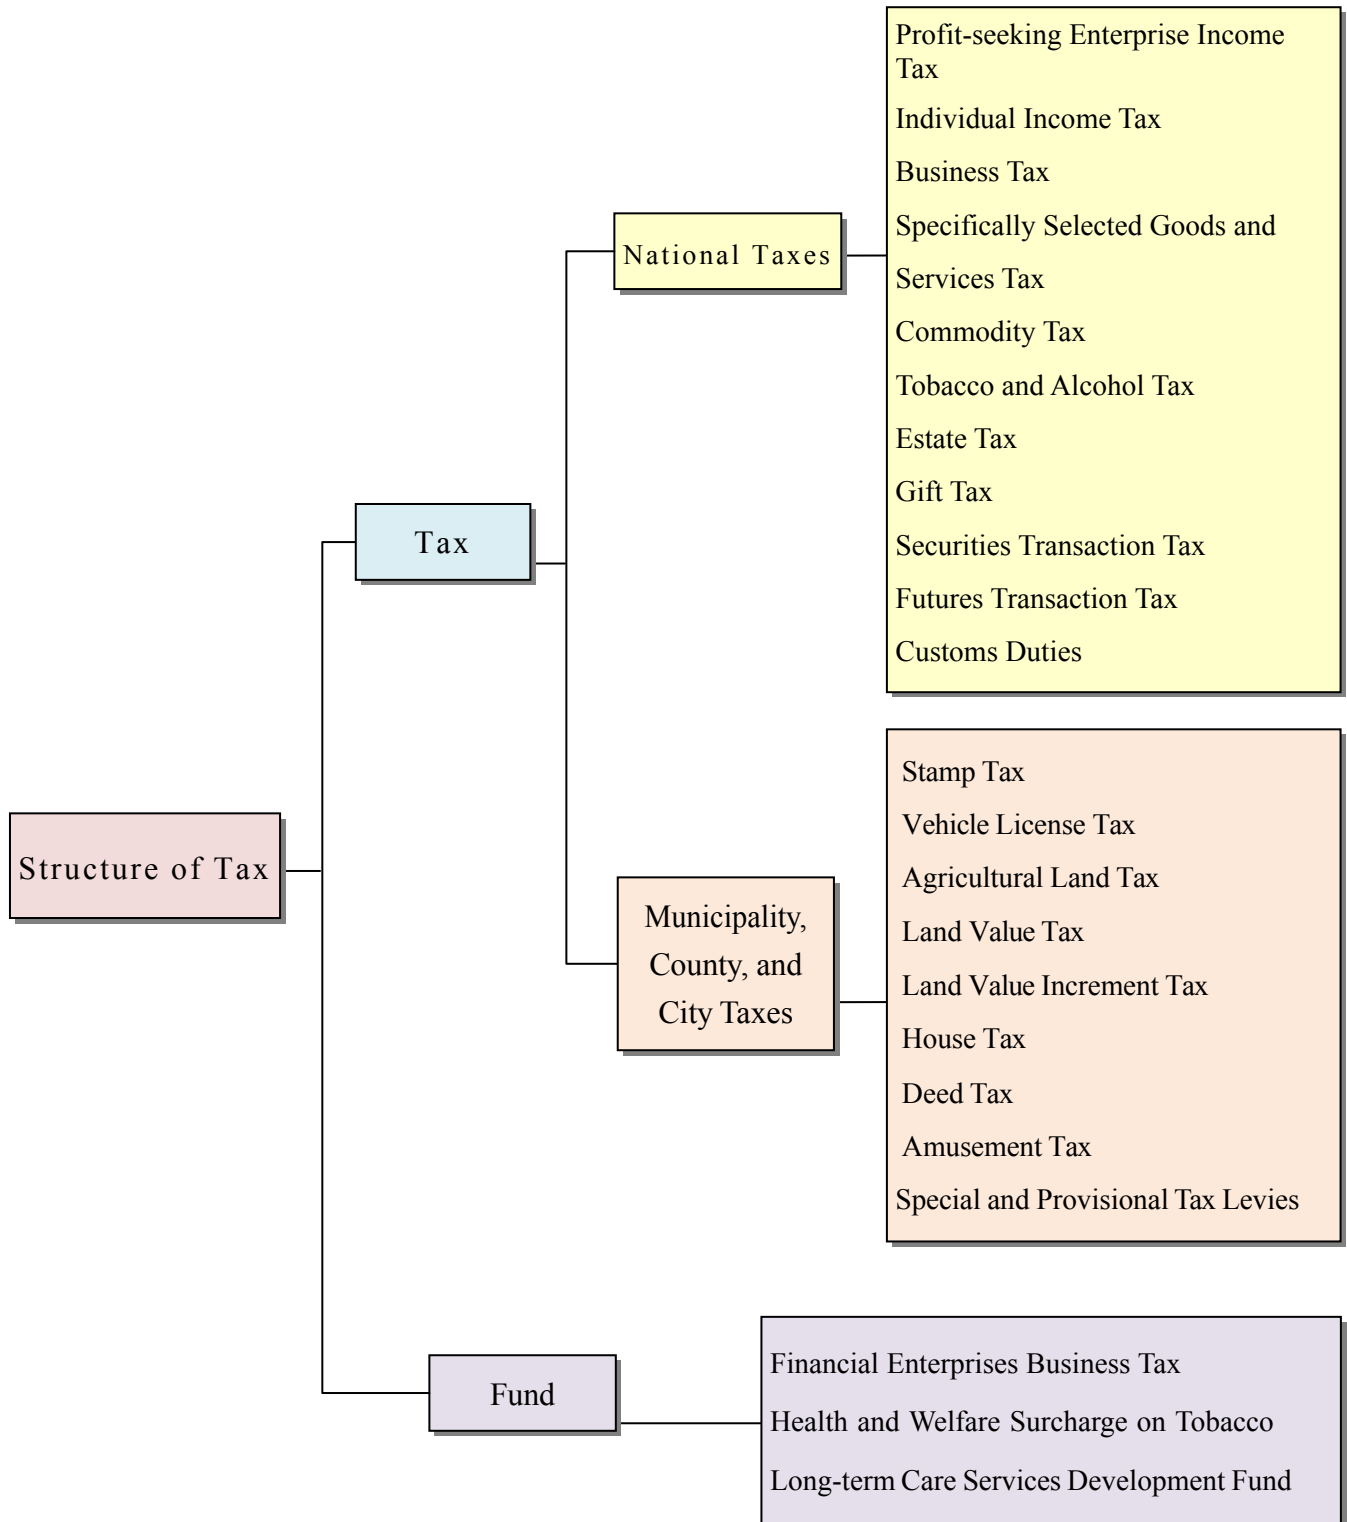 Profit-seeking Enterprise Income
Tax
Individual Income Tax
Business Tax
Specifically Selected Goods and
Services Tax
Commodity Tax
Tobacco and Alcohol Tax
Estate Tax
Gift Tax
Securities Transaction Tax
Futures Transaction Tax
Customs Duties
National Taxes
Tax
Structure of Tax
Municipality,
County, and
City Taxes
Stamp Tax
Vehicle License Tax
Agricultural Land Tax
Land Value Tax
Land Value Increment Tax
House Tax
Deed Tax
Amusement Tax
Special and Provisional Tax Levies
Fund
Financial Enterprises Business Tax
Health and Welfare Surcharge on Tobacco
Long-term Care Services Development Fund